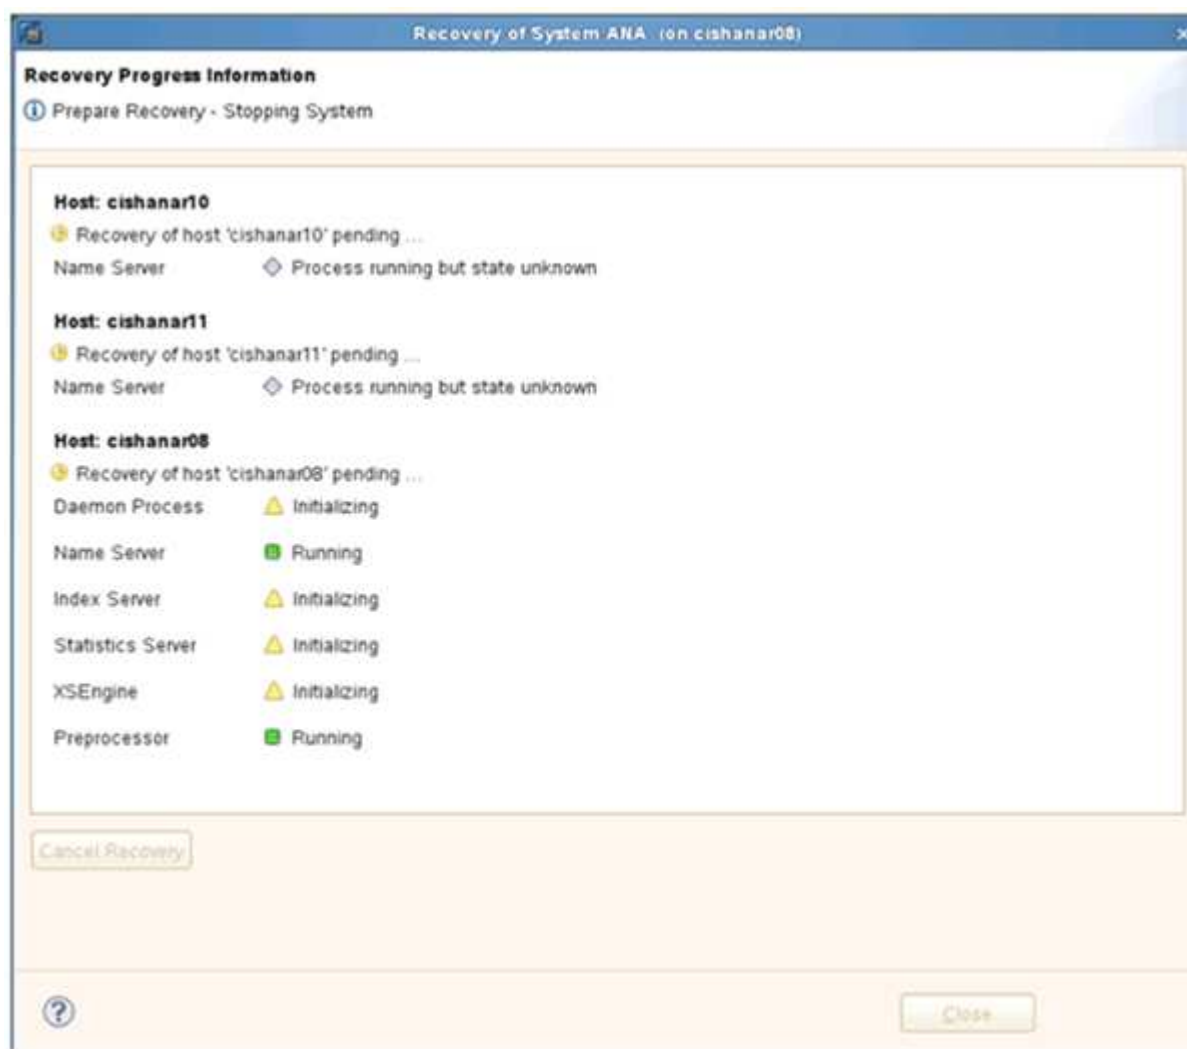 Recovery of System ANA (on cishanar08)
Recovery Progress Information
Prepare Recovery - Stopping System
Host: cishanar10
Recovery of host 'cishanar10' pending ...
Name Server Process running but state unknown
Host: cishanar11
Recovery of host 'cishanar11' pending ...
Name Server Process running but state unknown
Host: cishanar08
Recovery of host 'cishanar08' pending ...
Daemon Process Initializing
Name Server Running
Index Server Initializing
Statistics Server Initializing
XSEngine Initializing
Preprocessor Running
Cancel Recovery
Close